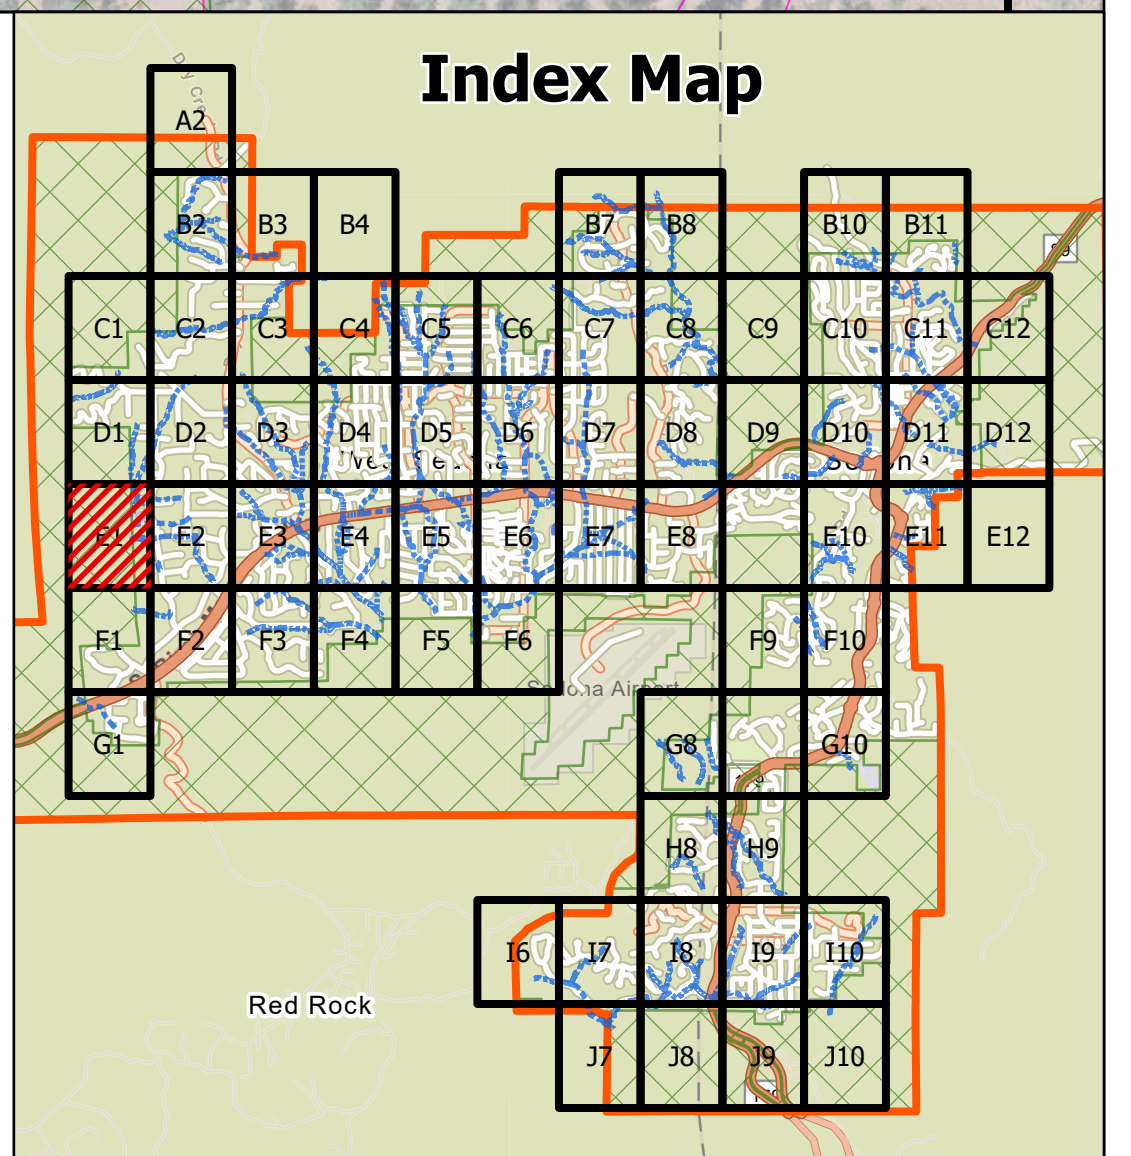 Index Map
A2
B2 B3 B4 B7 B8 B10 B11
C1 C2 C3 C4 C5 C6 C7 C8 C9 C10 C11 C12
D1 D2 D3 D4 D5 D6 D7 D8 D9 D10 D11 D12
E1 E2 E3 E4 E5 E6 E7 E8 E10 E11 E12
F1 F2 F3 F4 F5 F6 F9 F10
Sedona Airport
G1 G8 G10
H8 H9
I6 I7 I8 I9 I10
Red Rock
J7 J8 J9 J10